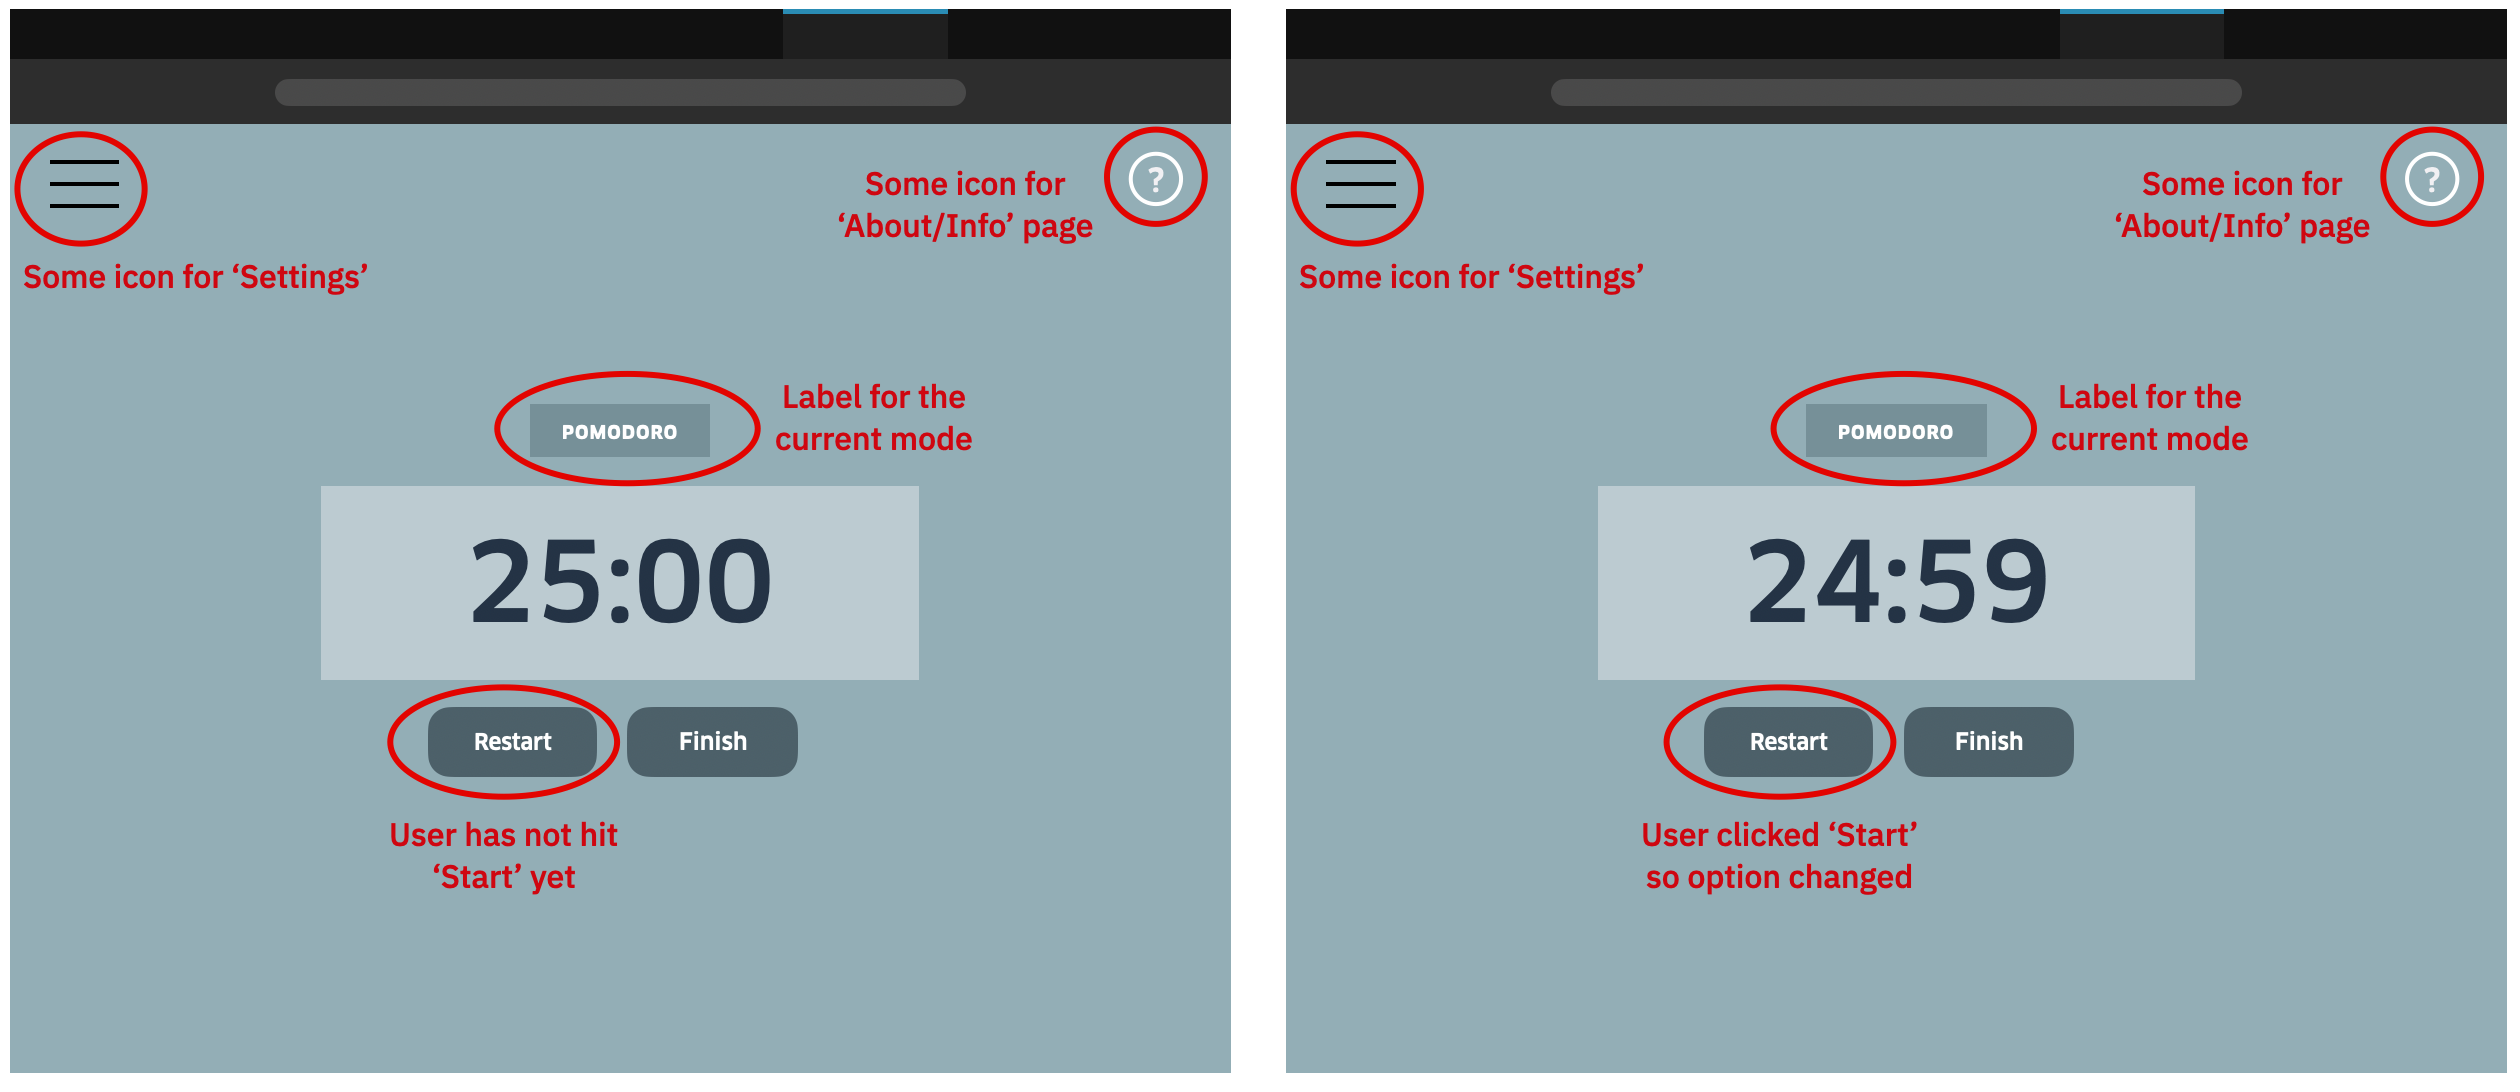 ?
Some icon for
‘About/Info’ page
Some icon for ‘Settings’
Label for the
current mode
POMODORO
25:00
Restart
Finish
User has not hit
‘Start’ yet
?
Some icon for
‘About/Info’ page
Some icon for ‘Settings’
Label for the
current mode
POMODORO
24:59
Restart
Finish
User clicked ‘Start’
so option changed